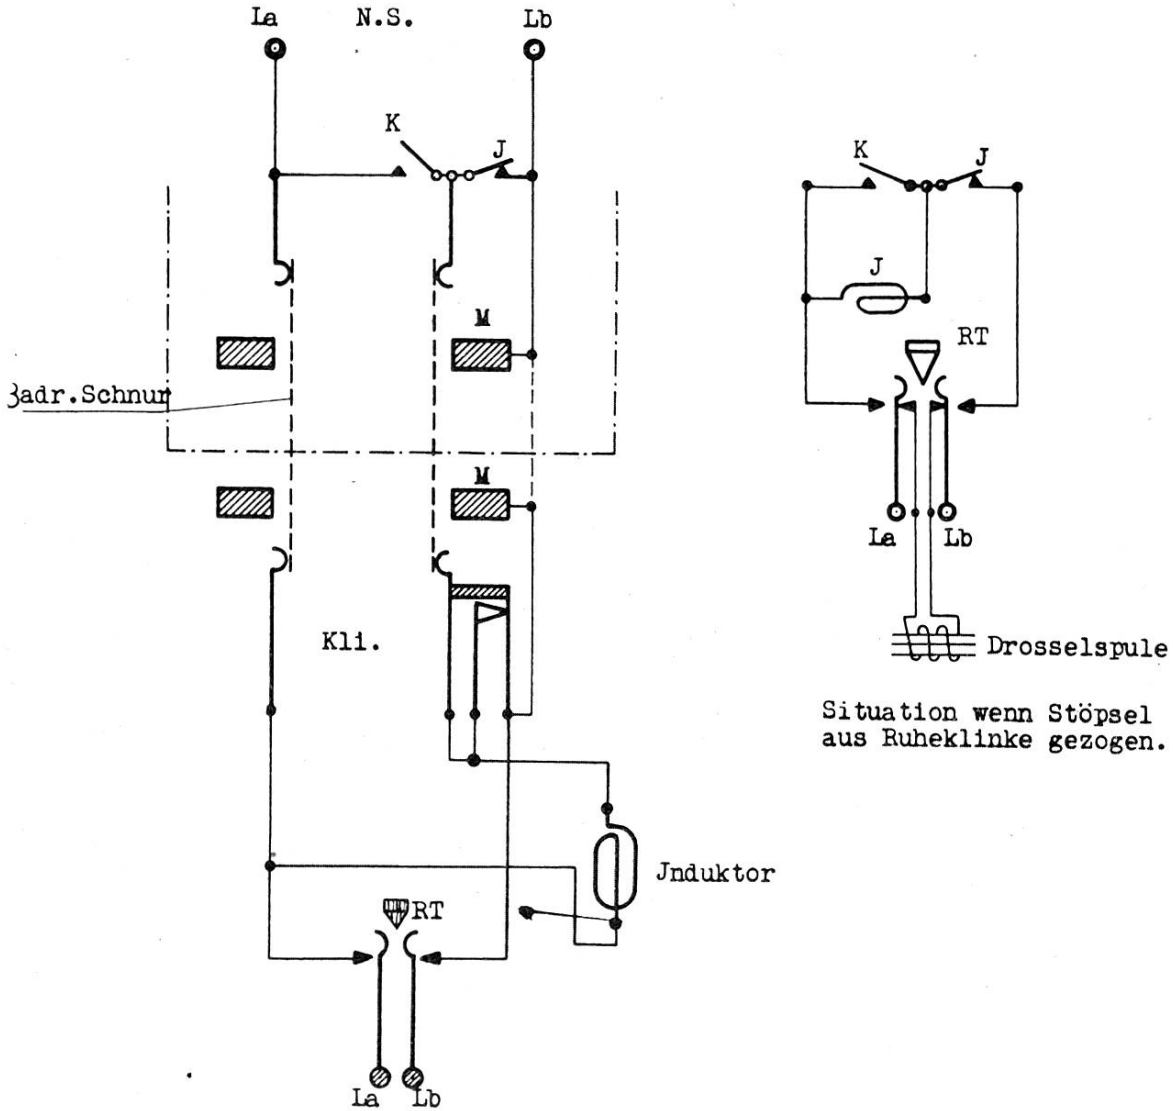 La N.S. Lb
K
J
M
3adr.Schnur
M
Kli.
Jnduktor
RT
La Lb
K J
J
RT
La Lb
Drosselspule
Situation wenn Stöpsel
aus Ruheklinke gezogen.